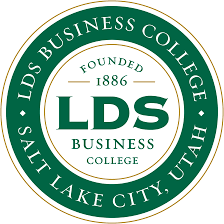 LDS BUSINESS COLLEGE
FOUNDED
1886
LDS
BUSINESS
COLLEGE
SALT LAKE CITY, UTAH